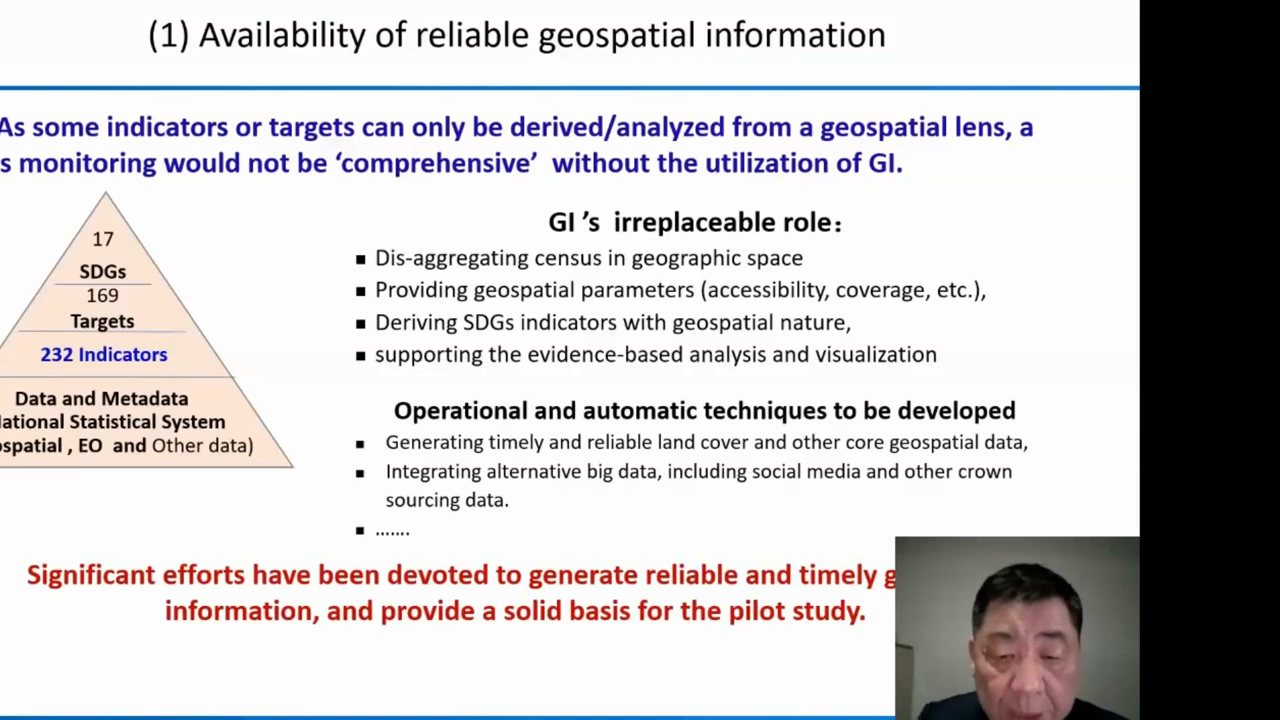 (1) Availability of reliable geospatial information
As some indicators or targets can only be derived/analyzed from a geospatial lens, a
s monitoring would not be ‘comprehensive’ without the utilization of GI.
17
SDGs
169
Targets
232 Indicators
Data and Metadata
ational Statistical System
ospatial , EO and Other data)
GI ’s irreplaceable role：
▪ Dis-aggregating census in geographic space
▪ Providing geospatial parameters (accessibility, coverage, etc.),
▪ Deriving SDGs indicators with geospatial nature,
▪ supporting the evidence-based analysis and visualization
Operational and automatic techniques to be developed
▪ Generating timely and reliable land cover and other core geospatial data,
▪ Integrating alternative big data, including social media and other crown
sourcing data.
▪ …….
Significant efforts have been devoted to generate reliable and timely g
information, and provide a solid basis for the pilot study.